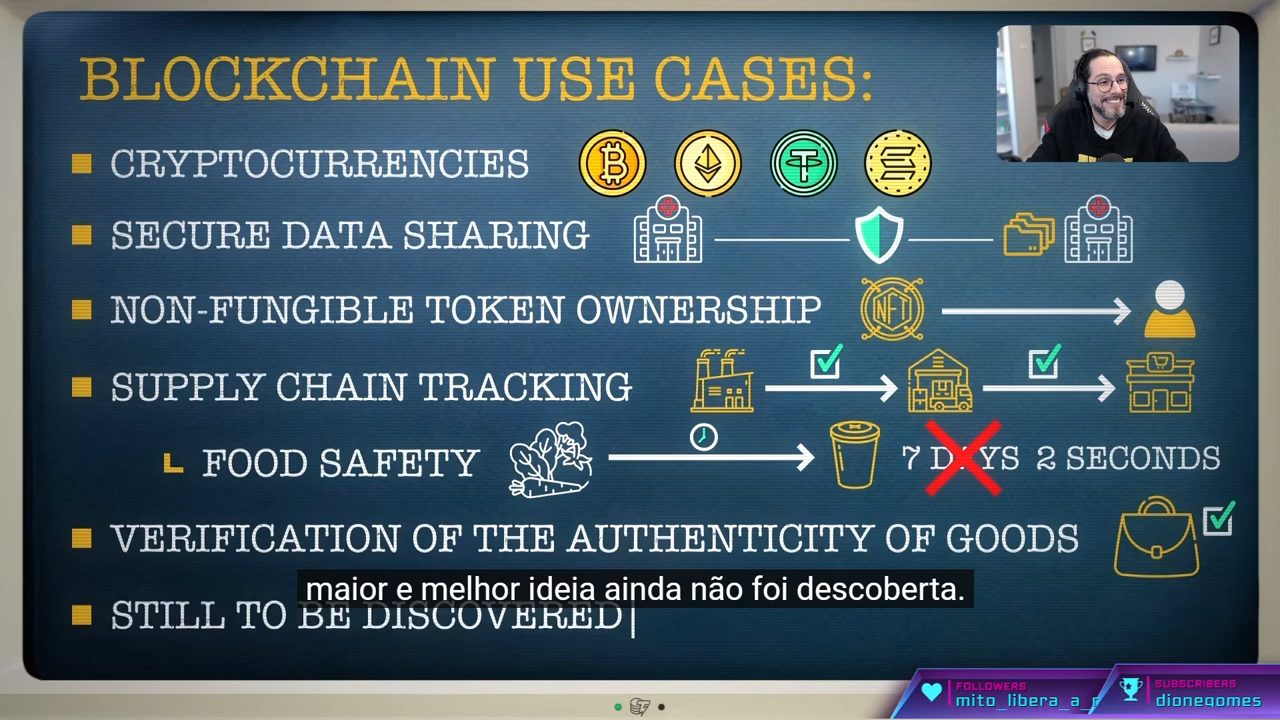 BLOCKCHAIN USE CASES:
CRYPTOCURRENCIES
SECURE DATA SHARING
NON-FUNGIBLE TOKEN OWNERSHIP
NFT
SUPPLY CHAIN TRACKING
FOOD SAFETY
7 DAYS 2 SECONDS
VERIFICATION OF THE AUTHENTICITY OF GOODS
maior e melhor ideia ainda não foi descoberta.
STILL TO BE DISCOVERED
FOLLOWERS
mito_libera_a_
SUBSCRIBERS
dionegomes